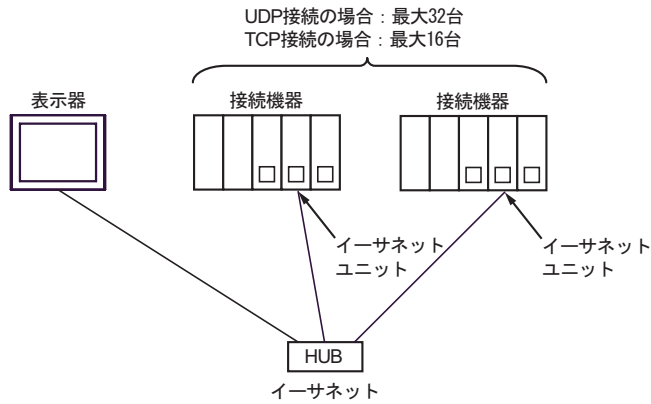 UDP接続の場合：最大32台
TCP接続の場合：最大16台
表示器
接続機器
接続機器
イーサネット
ユニット
イーサネット
ユニット
HUB
イーサネット